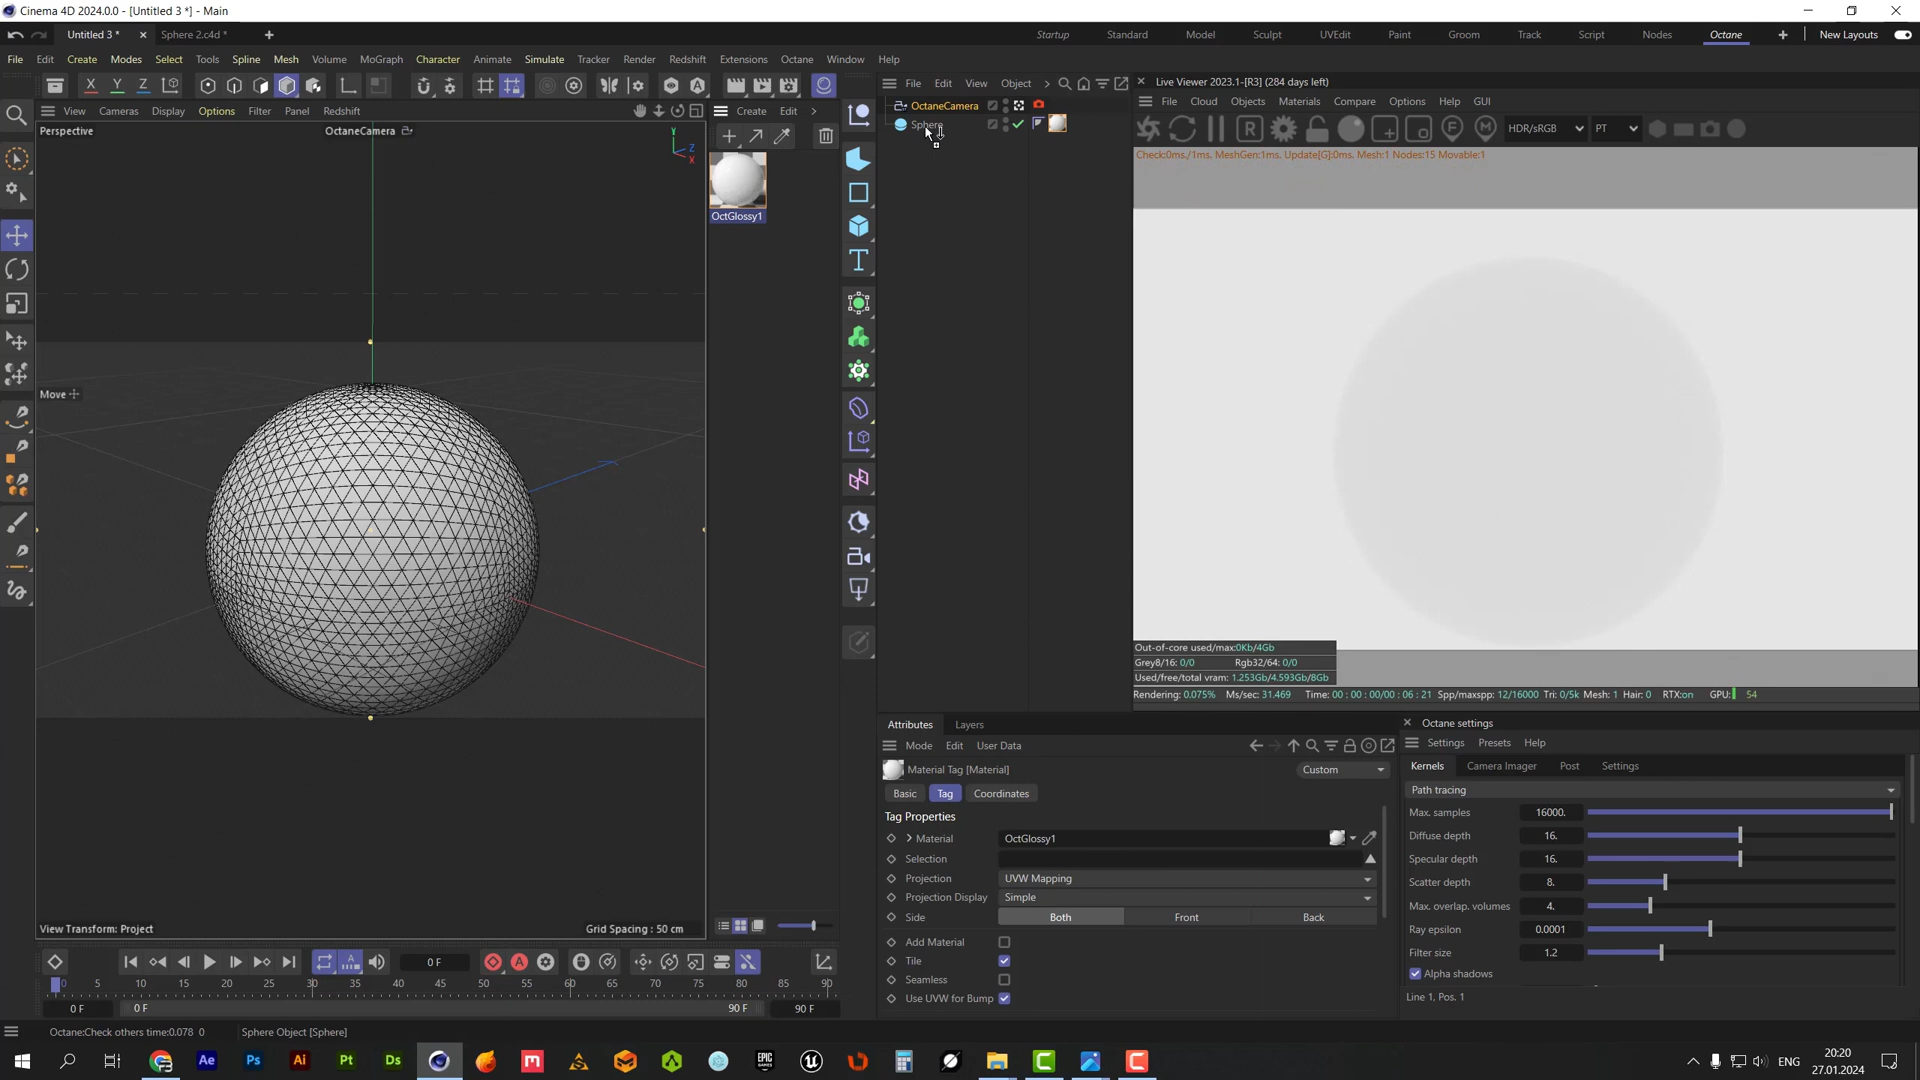 Cinema 4D 2024.0.0 - [Untitled 3 *] - Main
Untitled 3 *
Sphere 2.c4d *
Startup
Standard
Model
Sculpt
UVEdit
Paint
Groom
Track
Script
Nodes
Octane
New Layouts
File
Edit
Create
Modes
Select
Tools
Spline
Mesh
Volume
MoGraph
Character
Animate
Simulate
Tracker
Render
Redshift
Extensions
Octane
Window
Help
X
Y
Z
File
Edit
View
Object
Live Viewer 2023.1-[R3] (284 days left)
View
Cameras
Display
Options
Filter
Panel
Redshift
Create
Edit
File
Cloud
Objects
Materials
Compare
Options
Help
GUI
Perspective
OctaneCamera
Y
Z
X
OctaneCamera
Sphere
R
P
M
HDR/sRGB
PT
Check:0ms./1ms. MeshGen:1ms. Update[G]:0ms. Mesh:1 Nodes:15 Movable:1
OctGlossy1
T
Move
Out-of-core used/max:0Kb/4Gb
Grey8/16: 0/0 Rgb32/64: 0/0
Used/free/total vram: 1.253Gb/4.593Gb/8Gb
Rendering: 0.075% Ms/sec: 31.469 Time: 00 : 00 : 00/00 : 06 : 21 Spp/maxspp: 12/16000 Tri: 0/5k Mesh: 1 Hair: 0 RTX:on GPU: 54
Attributes
Layers
Octane settings
Mode
Edit
User Data
Settings
Presets
Help
Material Tag [Material]
Custom
Kernels
Camera Imager
Post
Settings
Basic
Tag
Coordinates
Path tracing
Tag Properties
Max. samples
16000.
Material
OctGlossy1
Diffuse depth
16.
Selection
Specular depth
16.
Projection
UVW Mapping
Scatter depth
8.
Projection Display
Simple
Max. overlap. volumes
4.
Side
Both
Front
Back
Ray epsilon
0.0001
Add Material
Filter size
1.2
Tile
Alpha shadows
Seamless
Use UVW for Bump
Line 1, Pos. 1
View Transform: Project
Grid Spacing : 50 cm
0 F
0 5 10 15 20 25 30 35 40 45 50 55 60 65 70 75 80 85 90
0 F
0 F
90 F
90 F
Octane:Check others time:0.078 0
Sphere Object [Sphere]
Ae
Ps
Ai
Pt
Ds
EPIC GAMES
ENG
20:20
27.01.2024